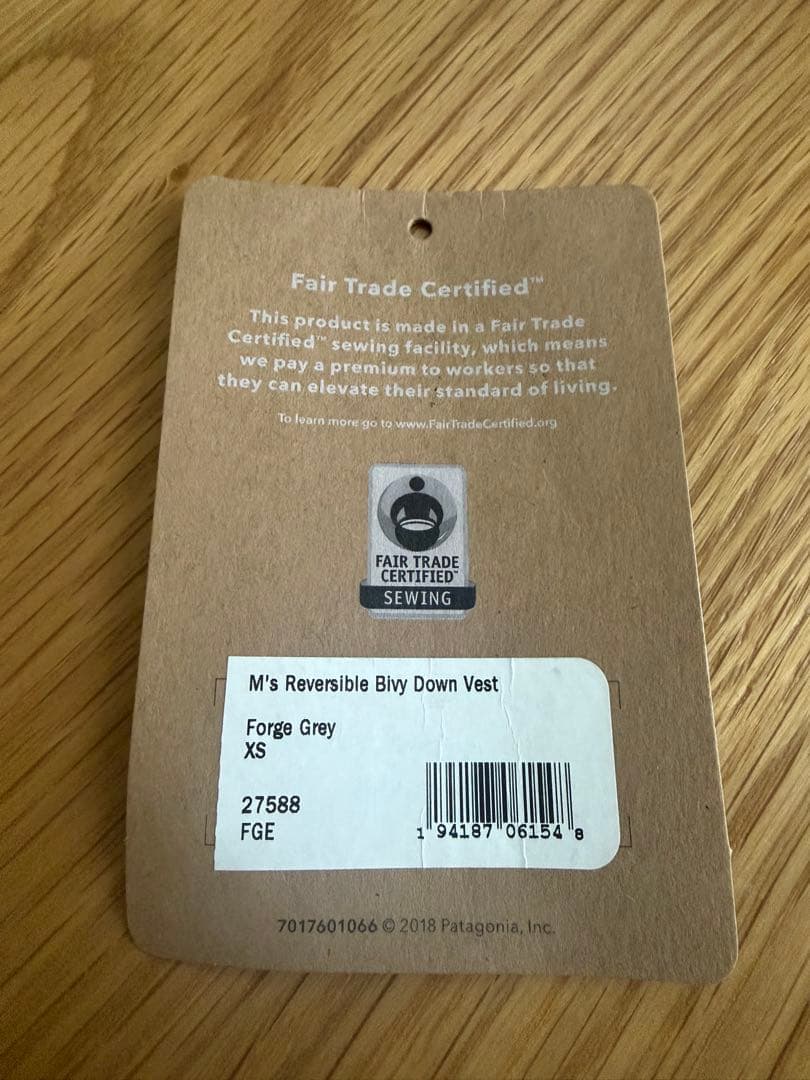 Fair Trade Certified™
This product is made in a Fair Trade
Certified™ sewing facility, which means
we pay a premium to workers so that
they can elevate their standard of living.
To learn more go to www.FairTradeCertified.org
FAIR TRADE
CERTIFIED™
SEWING
M's Reversible Bivy Down Vest
Forge Grey
XS
27588
FGE
1 94187 06154 8
7017601066 © 2018 Patagonia, Inc.